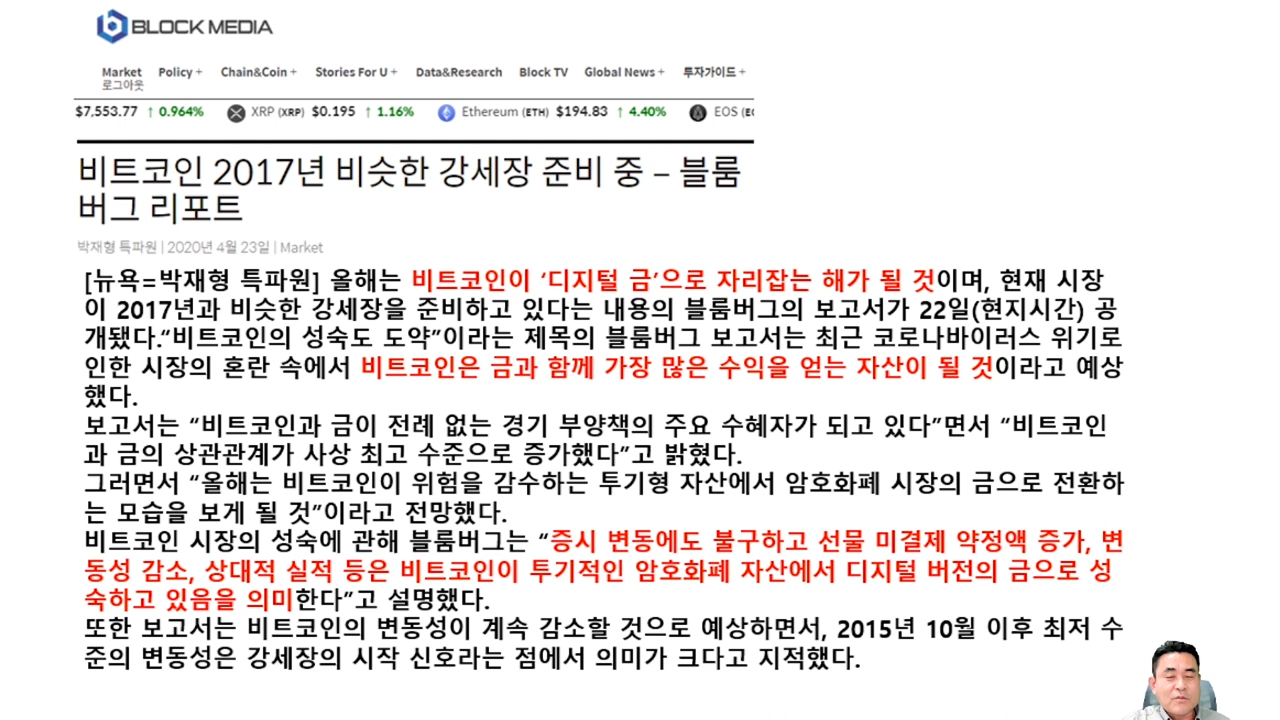 BLOCK MEDIA
Market Policy + Chain&Coin + Stories For U + Data&Research Block TV Global News + 투자가이드 +
로그아웃
$7,553.77 ↑ 0.964% XRP (XRP) $0.195 ↑ 1.16% Ethereum (ETH) $194.83 ↑ 4.40% EOS
비트코인 2017년 비슷한 강세장 준비 중 – 블룸
버그 리포트
박재형 특파원 | 2020년 4월 23일 | Market
[뉴욕=박재형 특파원] 올해는 비트코인이 ‘디지털 금’으로 자리잡는 해가 될 것이며, 현재 시장
이 2017년과 비슷한 강세장을 준비하고 있다는 내용의 블룸버그의 보고서가 22일(현지시간) 공
개됐다.“비트코인의 성숙도 도약”이라는 제목의 블룸버그 보고서는 최근 코로나바이러스 위기로
인한 시장의 혼란 속에서 비트코인은 금과 함께 가장 많은 수익을 얻는 자산이 될 것이라고 예상
했다.
보고서는 “비트코인과 금이 전례 없는 경기 부양책의 주요 수혜자가 되고 있다”면서 “비트코인
과 금의 상관관계가 사상 최고 수준으로 증가했다”고 밝혔다.
그러면서 “올해는 비트코인이 위험을 감수하는 투기형 자산에서 암호화폐 시장의 금으로 전환하
는 모습을 보게 될 것”이라고 전망했다.
비트코인 시장의 성숙에 관해 블룸버그는 “증시 변동에도 불구하고 선물 미결제 약정액 증가, 변
동성 감소, 상대적 실적 등은 비트코인이 투기적인 암호화폐 자산에서 디지털 버전의 금으로 성
숙하고 있음을 의미한다”고 설명했다.
또한 보고서는 비트코인의 변동성이 계속 감소할 것으로 예상하면서, 2015년 10월 이후 최저 수
준의 변동성은 강세장의 시작 신호라는 점에서 의미가 크다고 지적했다.